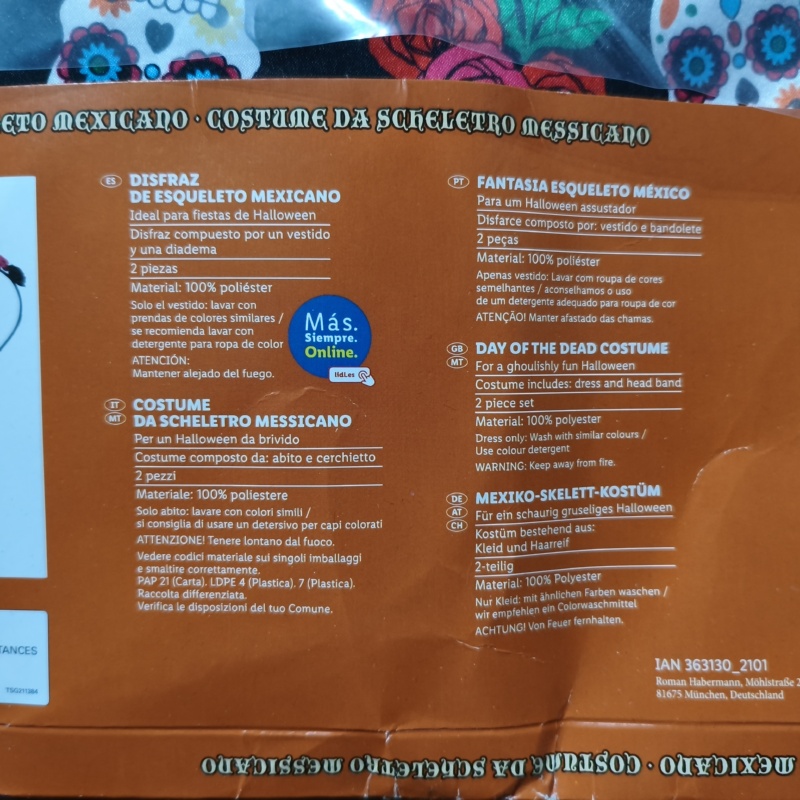 ETO MEXICANO · COSTUME DA SCHELETRO MESSICANO
ES DISFRAZ
DE ESQUELETO MEXICANO
Ideal para fiestas de Halloween
Disfraz compuesto por un vestido
y una diadema
2 piezas
Material: 100% poliéster
Solo el vestido: lavar con
prendas de colores similares /
se recomienda lavar con
detergente para ropa de color
ATENCIÓN:
Mantener alejado del fuego.
Más.
Siempre.
Online.
lidl.es
IT COSTUME
MT DA SCHELETRO MESSICANO
Per un Halloween da brivido
Costume composto da: abito e cerchietto
2 pezzi
Materiale: 100% poliestere
Solo abito: lavare con colori simili /
si consiglia di usare un detersivo per capi colorati
ATTENZIONE! Tenere lontano dal fuoco.
Vedere codici materiale sui singoli imballaggi
e smaltire correttamente.
PAP 21 (Carta). LDPE 4 (Plastica). 7 (Plastica).
Raccolta differenziata.
Verifica le disposizioni del tuo Comune.
PT FANTASIA ESQUELETO MÉXICO
Para um Halloween assustador
Disfarce composto por: vestido e bandolete
2 peças
Material: 100% poliéster
Apenas vestido: Lavar com roupa de cores
semelhantes / aconselhamos o uso
de um detergente adequado para roupa de cor
ATENÇÃO! Manter afastado das chamas.
GB DAY OF THE DEAD COSTUME
MT For a ghoulishly fun Halloween
Costume includes: dress and head band
2 piece set
Material: 100% polyester
Dress only: Wash with similar colours /
Use colour detergent
WARNING: Keep away from fire.
DE MEXIKO-SKELETT-KOSTÜM
AT Für ein schaurig gruseliges Halloween
CH Kostüm bestehend aus:
Kleid und Haarreif
2-teilig
Material: 100% Polyester
Nur Kleid: mit ähnlichen Farben waschen /
wir empfehlen ein Colorwaschmittel
ACHTUNG! Von Feuer fernhalten.
TANCES
IAN 363130_2101
Roman Habermann, Möhlstraße 2
81675 München, Deutschland
MEXICANO · COSTUME DA SCHELETRO MESSICANO